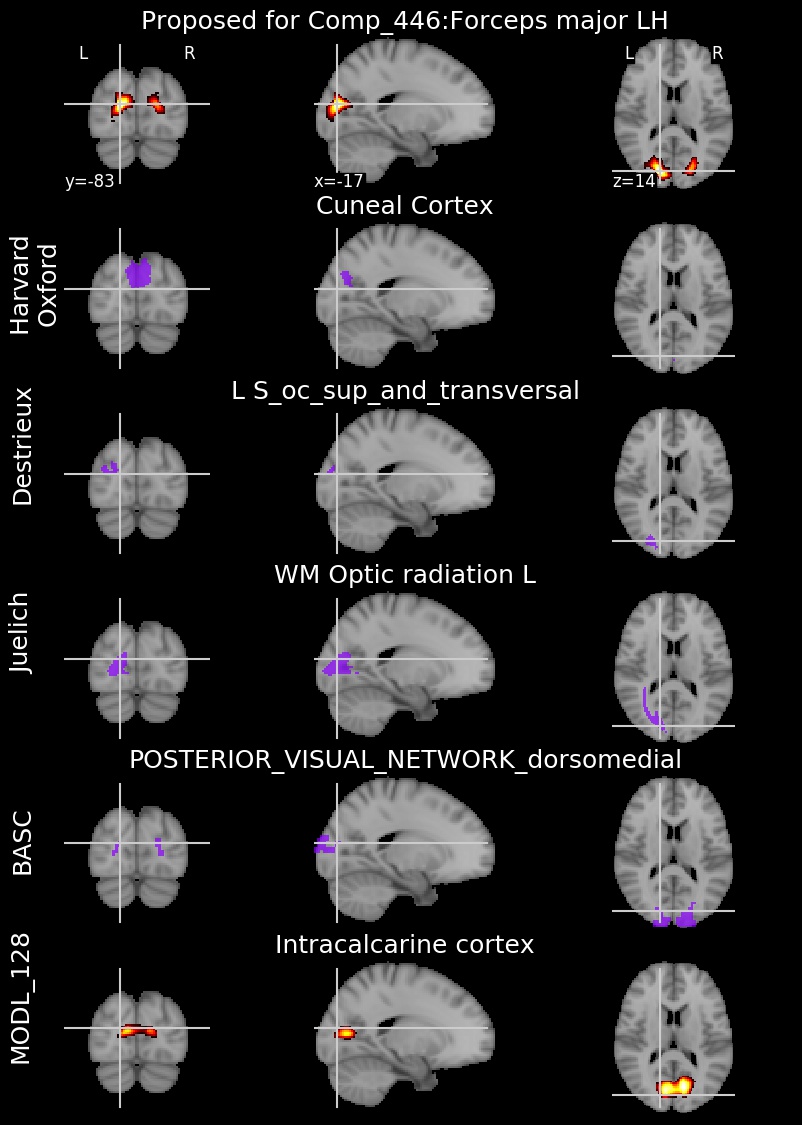 Proposed for Comp_446:Forceps major LH
L R
L R
y=-83
x=-17
z=14
Cuneal Cortex
Harvard
Oxford
L S_oc_sup_and_transversal
Destrieux
WM Optic radiation L
Juelich
POSTERIOR_VISUAL_NETWORK_dorsomedial
BASC
Intracalcarine cortex
MODL_128